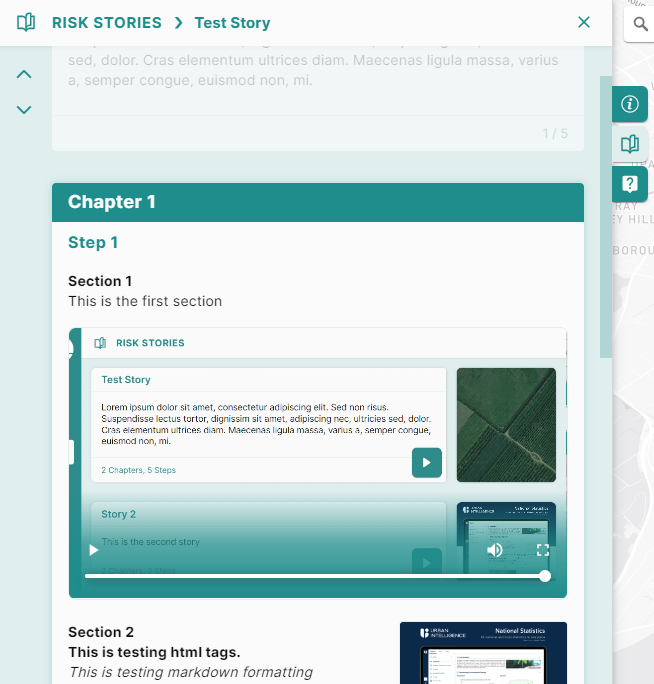 RISK STORIES
Test Story
sed, dolor. Cras elementum ultrices diam. Maecenas ligula massa, varius
a, semper congue, euismod non, mi.
1 / 5
Chapter 1
Step 1
Section 1
This is the first section
RISK STORIES
Test Story
Lorem ipsum dolor sit amet, consectetur adipiscing elit. Sed non risus.
Suspendisse lectus tortor, dignissim sit amet, adipiscing nec, ultricies sed, dolor.
Cras elementum ultrices diam. Maecenas ligula massa, varius a, semper congue,
euismod non, mi.
2 Chapters, 5 Steps
Story 2
This is the second story
2 Chapters, 3 Steps
Section 2
This is testing html tags.
This is testing markdown formatting
URBAN
INTELLIGENCE
National Statistics
RAY
EY HILL
BOROU